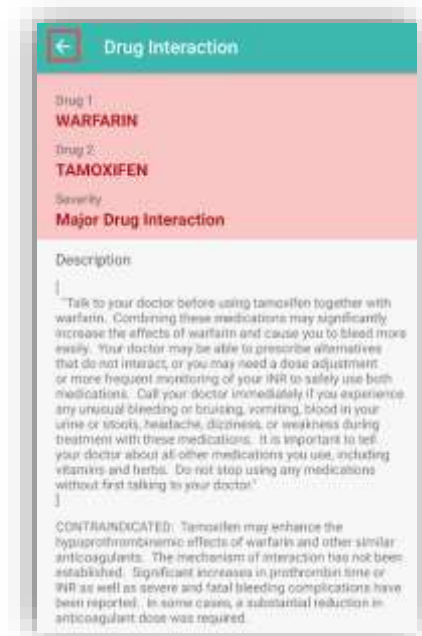 Drug Interaction
Drug 1
WARFARIN
Drug 2
TAMOXIFEN
Severity
Major Drug Interaction
Description
[
"Talk to your doctor before using tamoxifen together with
warfarin. Combining these medications may significantly
increase the effects of warfarin and cause you to bleed more
easily. Your doctor may be able to prescribe alternatives
that do not interact, or you may need a dose adjustment
or more frequent monitoring of your INR to safely use both
medications. Call your doctor immediately if you experience
any unusual bleeding or bruising, vomiting, blood in your
urine or stools, headache, dizziness, or weakness during
treatment with these medications. It is important to tell
your doctor about all other medications you use, including
vitamins and herbs. Do not stop using any medications
without first talking to your doctor."
]
CONTRAINDICATED: Tamoxifen may enhance the
hypoprothrombinemic effects of warfarin and other similar
anticoagulants. The mechanism of interaction has not been
established. Significant increases in prothrombin time or
INR as well as severe and fatal bleeding complications have
been reported. In some cases, a substantial reduction in
anticoagulant dose was required.